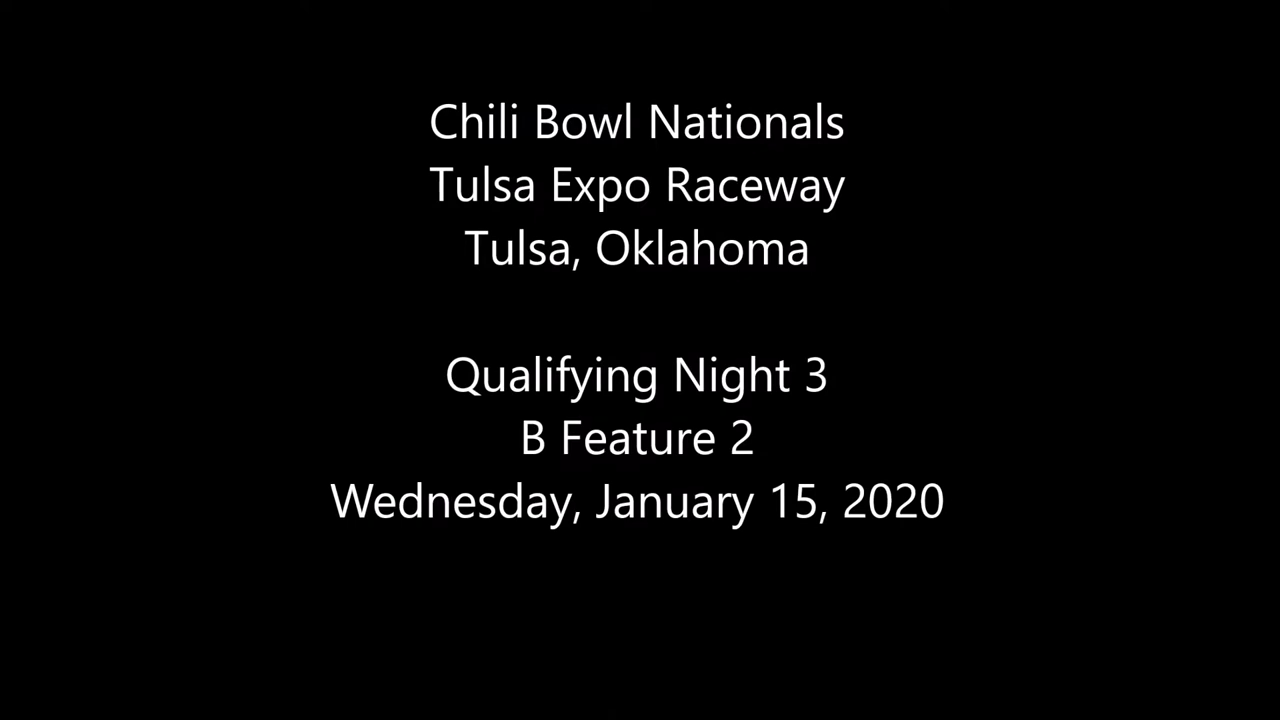 Chili Bowl Nationals
Tulsa Expo Raceway
Tulsa, Oklahoma
Qualifying Night 3
B Feature 2
Wednesday, January 15, 2020